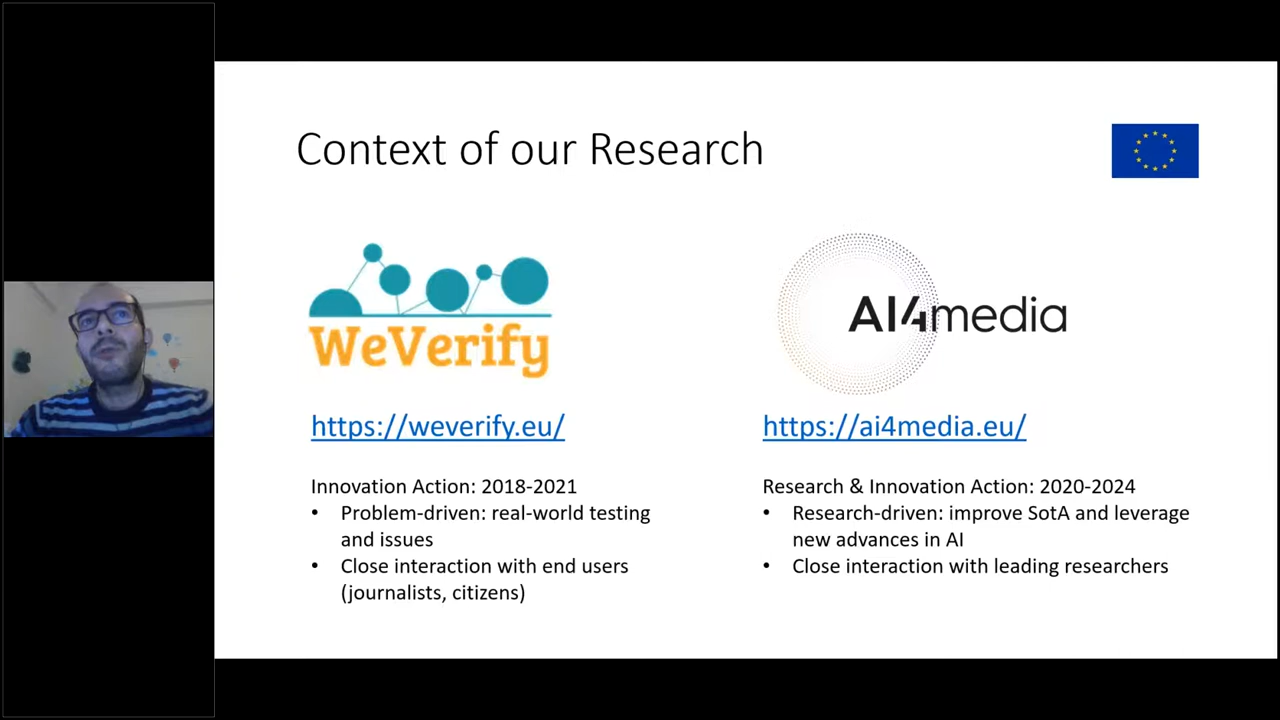 Context of our Research
WeVerify
AI4media
https://weverify.eu/
https://ai4media.eu/
Innovation Action: 2018-2021
• Problem-driven: real-world testing
and issues
• Close interaction with end users
(journalists, citizens)
Research & Innovation Action: 2020-2024
• Research-driven: improve SotA and leverage
new advances in AI
• Close interaction with leading researchers